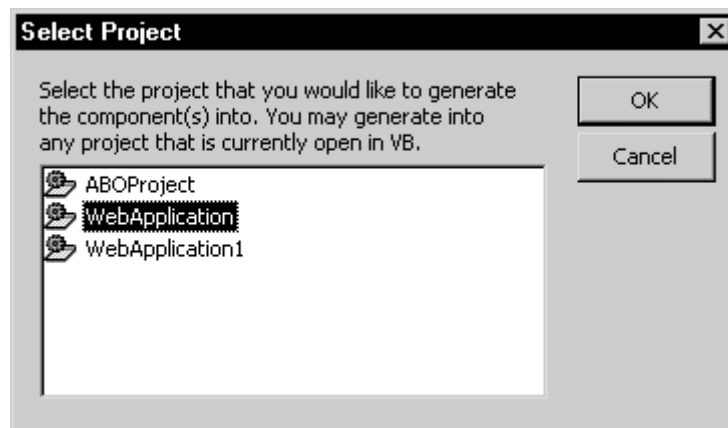 Select Project
Select the project that you would like to generate
the component(s) into. You may generate into
any project that is currently open in VB.
OK
Cancel
ABOProject
WebApplication
WebApplication1